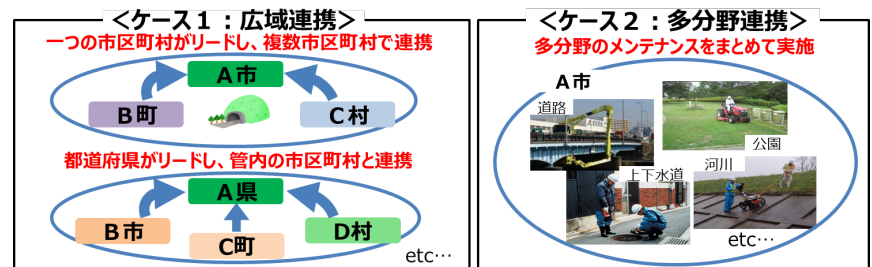 ＜ケース１：広域連携＞
一つの市区町村がリードし、複数市区町村で連携
A市
B町
C村
都道府県がリードし、管内の市区町村と連携
A県
B市
C町
D村
etc…
＜ケース２：多分野連携＞
多分野のメンテナンスをまとめて実施
A市
道路
公園
上下水道
河川
etc…